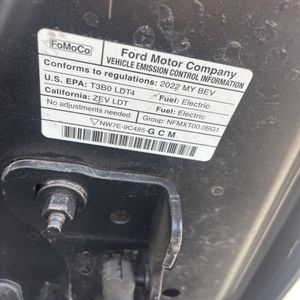 FoMoCo
Ford Motor Company
VEHICLE EMISSION CONTROL INFORMATION
Conforms to regulations: 2022 MY BEV
U.S. EPA: T3B0 LDT4 Fuel: Electric
California: ZEV LDT Fuel: Electric
No adjustments needed. Group: NFMXT00.0BG1
NW7E-9C485-GCM